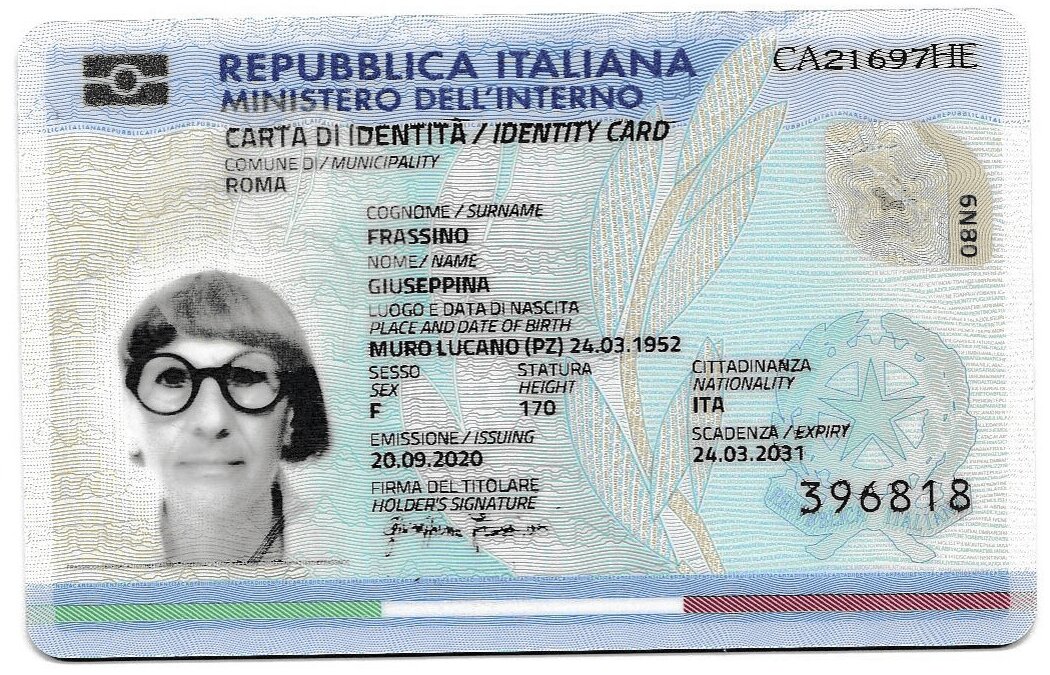 REPUBBLICA ITALIANA
CA21697HE
MINISTERO DELL'INTERNO
CARTA DI IDENTITÀ / IDENTITY CARD
COMUNE DI / MUNICIPALITY
ROMA
COGNOME / SURNAME
FRASSINO
NOME / NAME
GIUSEPPINA
LUOGO E DATA DI NASCITA
PLACE AND DATE OF BIRTH
MURO LUCANO (PZ) 24.03.1952
SESSO
SEX
F
STATURA
HEIGHT
170
CITTADINANZA
NATIONALITY
ITA
EMISSIONE / ISSUING
20.09.2020
SCADENZA / EXPIRY
24.03.2031
FIRMA DEL TITOLARE
HOLDER'S SIGNATURE
396818
6N80